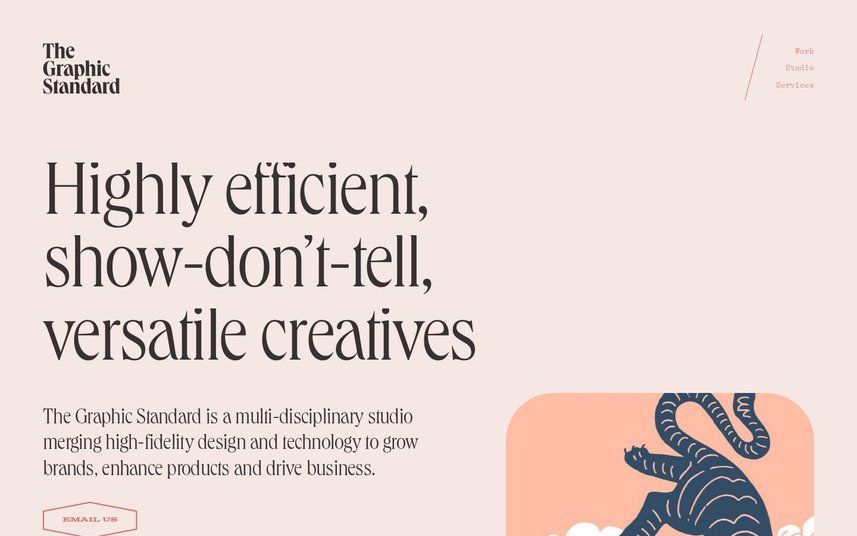 The
Graphic
Standard
Work
Studio
Services
Highly efficient,
show-don’t-tell,
versatile creatives
The Graphic Standard is a multi-disciplinary studio
merging high-fidelity design and technology to grow
brands, enhance products and drive business.
EMAIL US